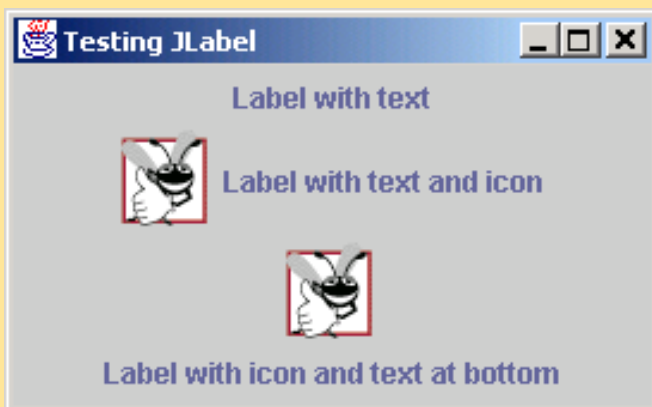 Testing JLabel
Label with text
Label with text and icon
Label with icon and text at bottom